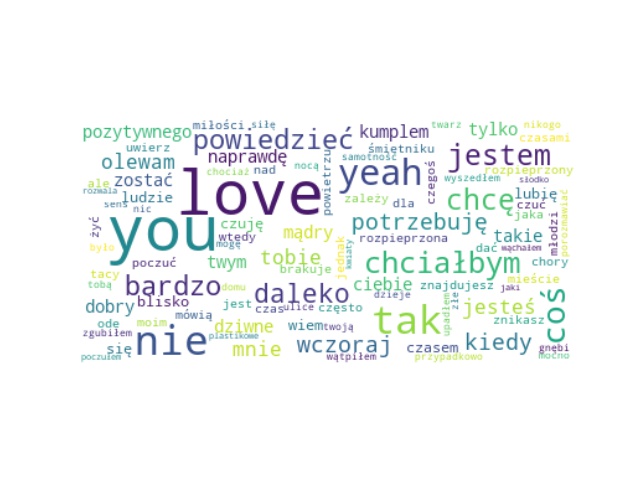 pozytywnego miłości siłę powiedzieć kumplem twarz tylko nikogo czasami
uwierz śmietniku
olewam naprawdę samotność jestem
chociaż nad nocą yeah wyszedłem rozpieprzony
ale zostać love powietrzu czegoś słodko
rozwala ludzie zależy dla chcę lubię
sens nic czuć
żyć you czuję potrzebuję jaka młodzi porozmawiać
wtedy mądry rozpieprzona takie
było mogę jednak kwiaty dać wąchałem
poczuć twym tobie chciałbym chory
tacy brakuje
tobą bardzo domu daleko ciebie znajdujesz jaki mieście
dobry blisko jest czas ulice często dzieje złe jesteś coś
ode moim mówią dziwne wiem twoją tak upadłem znikasz
zgubiłem nie plastikowe
się mnie wczoraj czasem kiedy gnębi
poczułem wątpiłem przypadkowo mocno